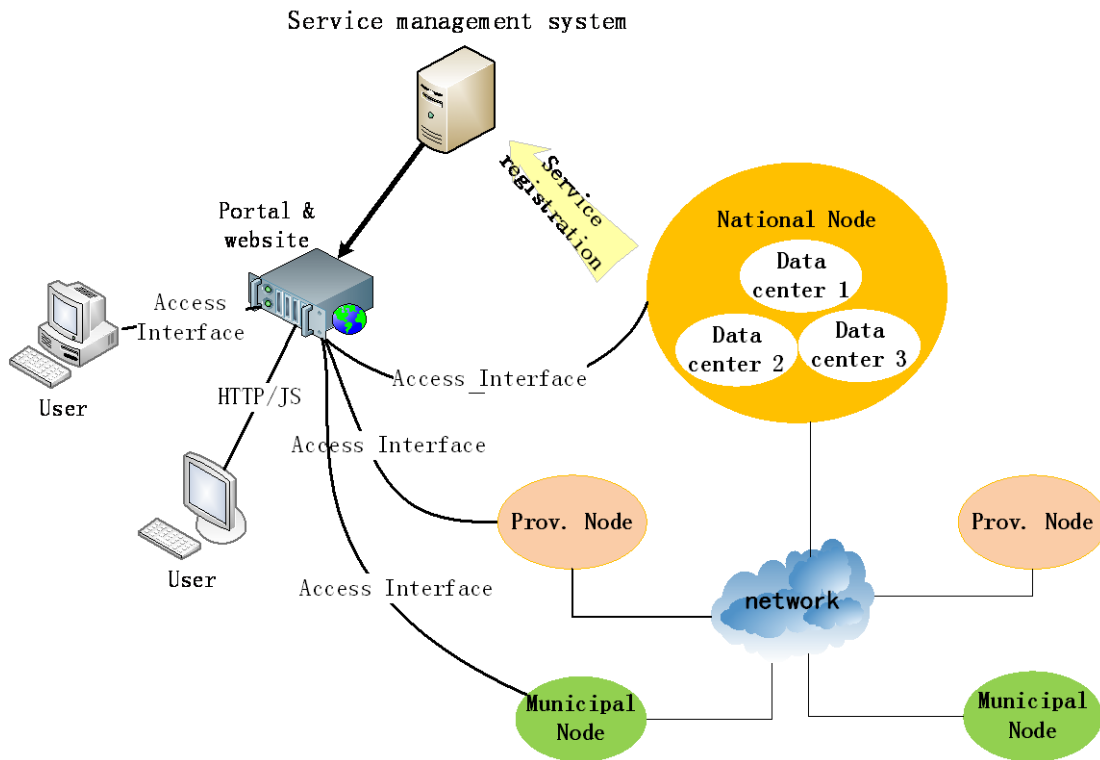 Service management system
Service
registration
Portal &
website
National Node
Data
center 1
Data
center 2
Data
center 3
Access
Interface
User
HTTP/JS
User
Access_Interface
Access Interface
Access Interface
Prov. Node
Prov. Node
network
Municipal
Node
Municipal
Node